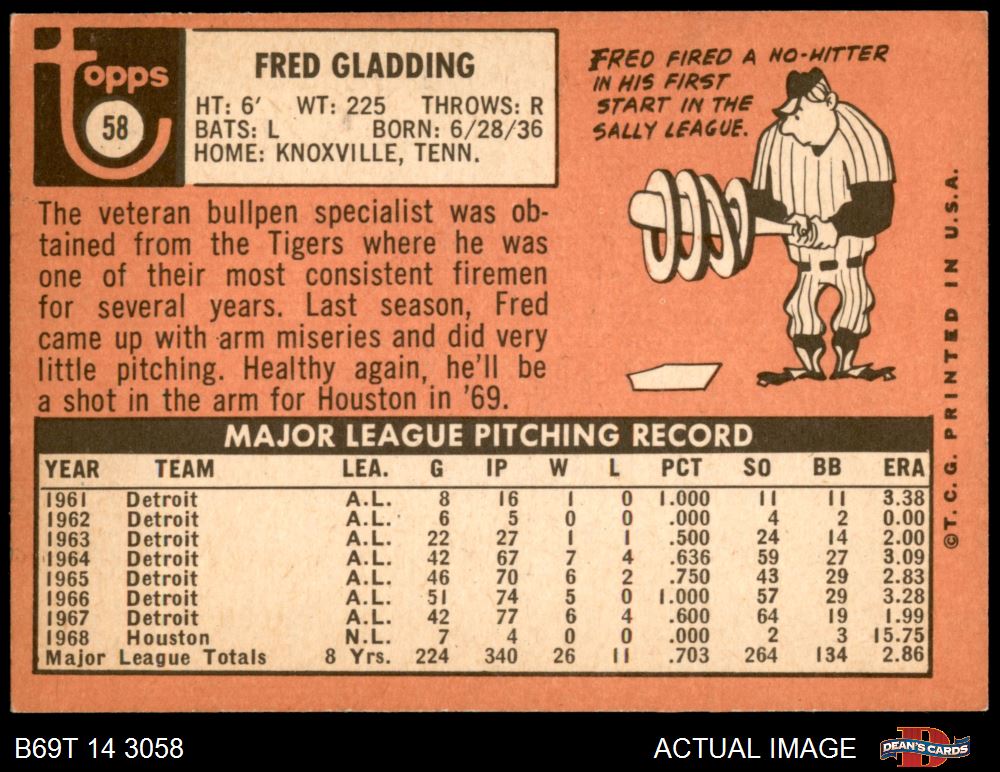 Topps
58
FRED GLADDING
HT: 6' WT: 225 THROWS: R
BATS: L BORN: 6/28/36
HOME: KNOXVILLE, TENN.
FRED FIRED A NO-HITTER
IN HIS FIRST
START IN THE
SALLY LEAGUE.
The veteran bullpen specialist was ob-
tained from the Tigers where he was
one of their most consistent firemen
for several years. Last season, Fred
came up with arm miseries and did very
little pitching. Healthy again, he'll be
a shot in the arm for Houston in '69.
MAJOR LEAGUE PITCHING RECORD
YEAR TEAM LEA. G IP W L PCT SO BB ERA
1961 Detroit A.L. 8 16 1 0 1.000 11 11 3.38
1962 Detroit A.L. 6 5 0 0 .000 4 2 0.00
1963 Detroit A.L. 22 27 1 1 .500 24 14 2.00
1964 Detroit A.L. 42 67 7 4 .636 59 27 3.09
1965 Detroit A.L. 46 70 6 2 .750 43 29 2.83
1966 Detroit A.L. 51 74 5 0 1.000 57 29 3.28
1967 Detroit A.L. 42 77 6 4 .600 64 19 1.99
1968 Houston N.L. 7 4 0 0 .000 2 3 15.75
Major League Totals 8 Yrs. 224 340 26 11 .703 264 134 2.86
©T. C. G. PRINTED IN U.S.A.
B69T 14 3058
ACTUAL IMAGE
DEAN'S CARDS